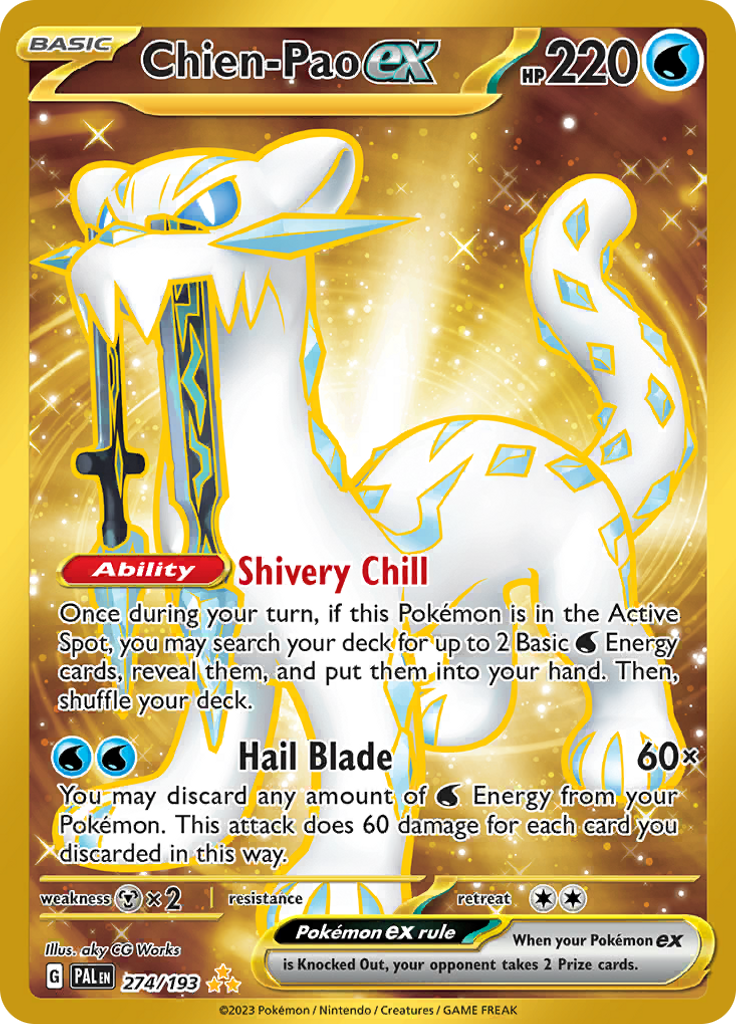 BASIC
Chien-Pao ex HP 220
Ability Shivery Chill
Once during your turn, if this Pokémon is in the Active
Spot, you may search your deck for up to 2 Basic Energy
cards, reveal them, and put them into your hand. Then,
shuffle your deck.
Hail Blade 60×
You may discard any amount of Energy from your
Pokémon. This attack does 60 damage for each card you
discarded in this way.
weakness ×2 resistance retreat
Pokémon ex rule When your Pokémon ex
is Knocked Out, your opponent takes 2 Prize cards.
Illus. aky CG Works
G PAL EN 274/193
©2023 Pokémon / Nintendo / Creatures / GAME FREAK